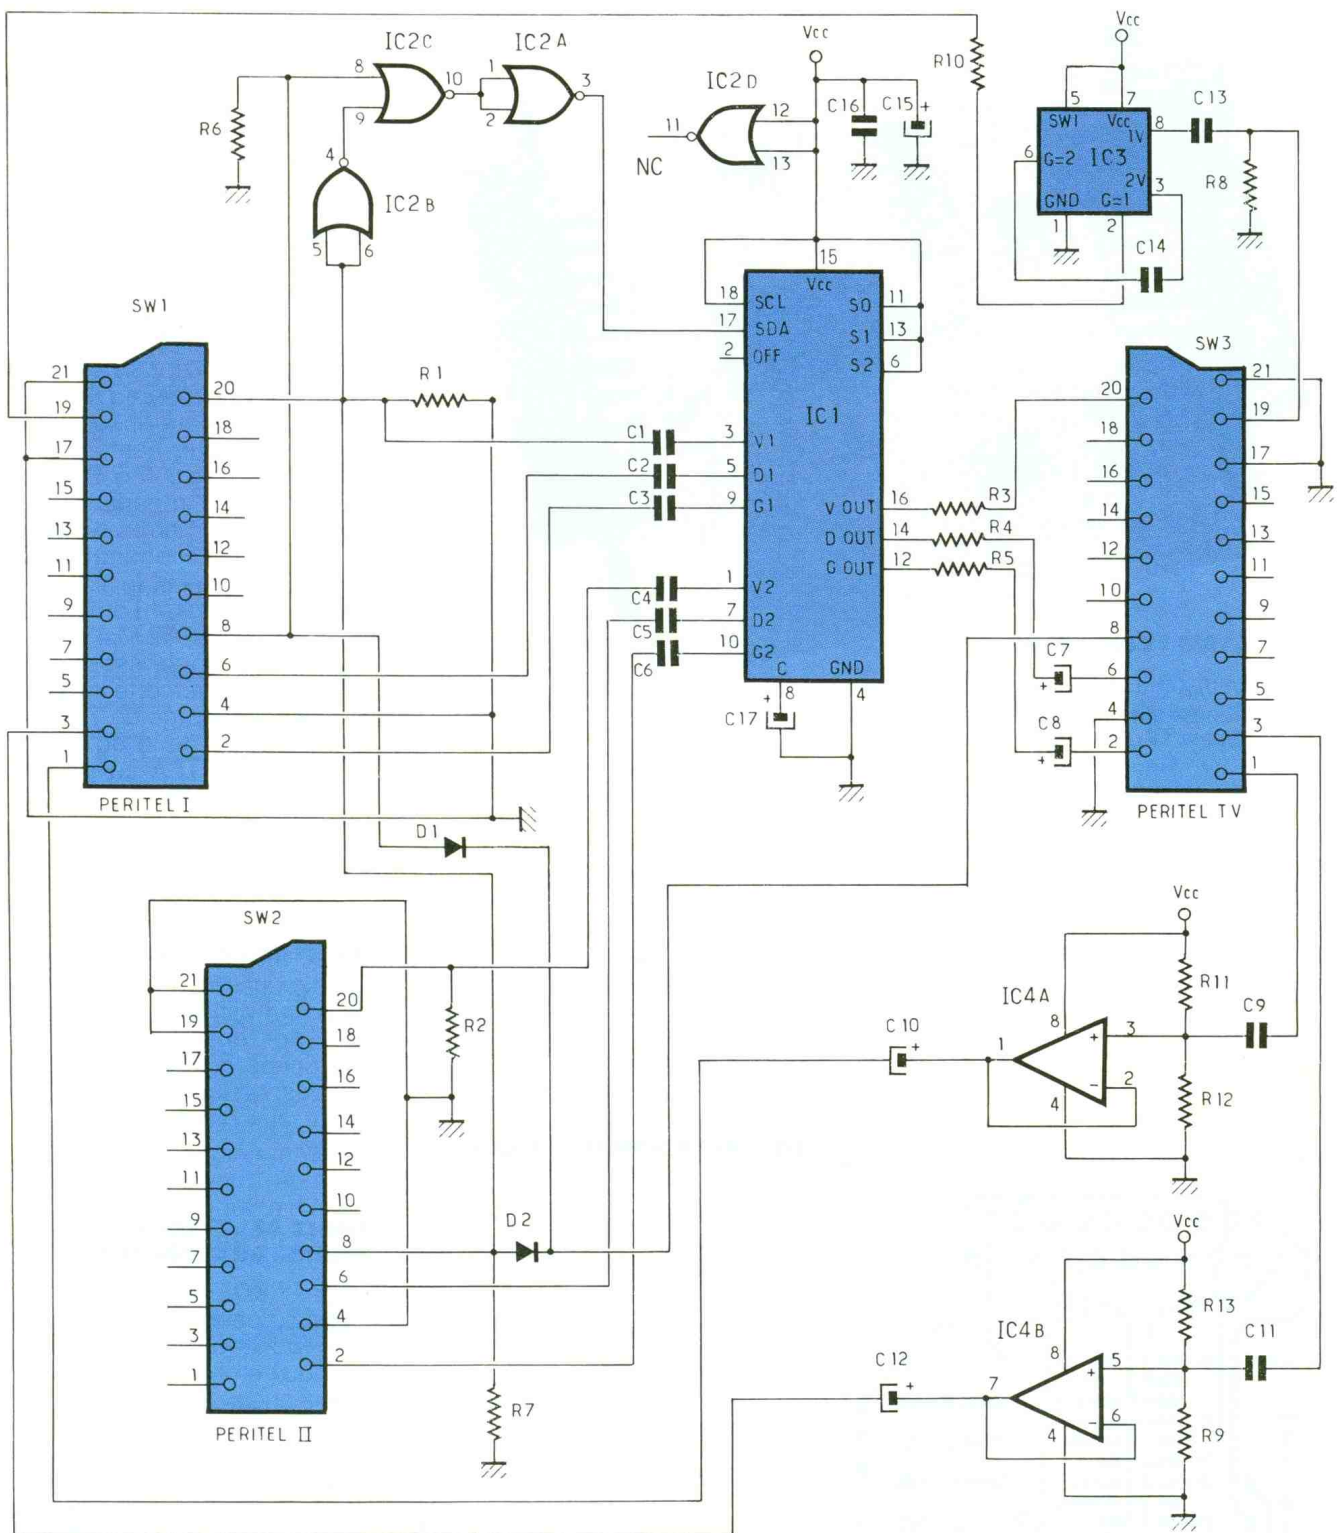 Vcc
Vcc
IC2C
IC2A
IC2D
R10
C16
C15
+
C13
8
10
1
2
3
9
R6
4
IC2B
5
6
11
12
13
NC
5
7
SW1
Vcc
1V
8
6
G=2
IC3
2V
3
GND
G=1
1
2
C14
R8
SW1
21
19
17
15
13
11
9
7
5
3
1
20
18
16
14
12
10
8
6
4
2
PERITEL I
R1
C1
C2
C3
C4
C5
C6
15
Vcc
18
SCL
17
SDA
2
OFF
S0
11
S1
13
S2
6
IC1
3
V1
5
D1
9
G1
V OUT
16
D OUT
14
G OUT
12
1
V2
7
D2
10
G2
C
GND
8
4
+
C17
R3
R4
R5
C7
+
C8
+
SW3
20
18
16
14
12
10
8
6
4
2
21
19
17
15
13
11
9
7
5
3
1
PERITEL TV
D1
SW2
21
19
17
15
13
11
9
7
5
3
1
20
18
16
14
12
10
8
6
4
2
PERITEL II
R2
D2
R7
Vcc
IC4A
R11
C9
C10
+
1
8
+
3
−
2
4
R12
Vcc
IC4B
R13
C11
C12
+
7
8
+
5
−
6
4
R9